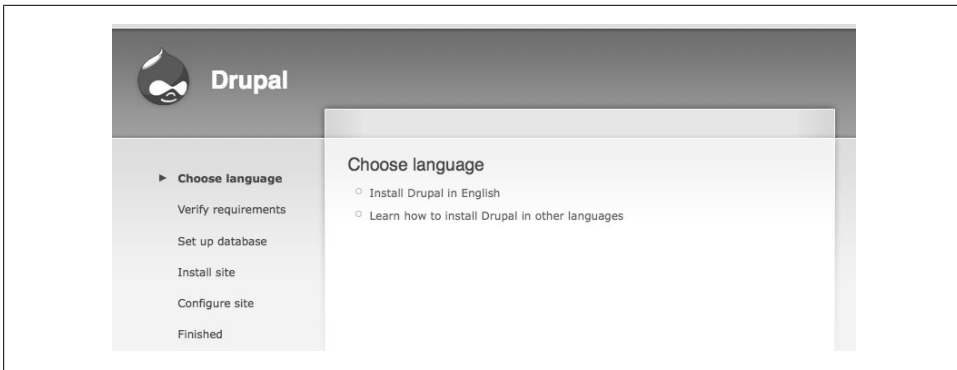 Drupal
Choose language
Verify requirements
Set up database
Install site
Configure site
Finished
Choose language
Install Drupal in English
Learn how to install Drupal in other languages